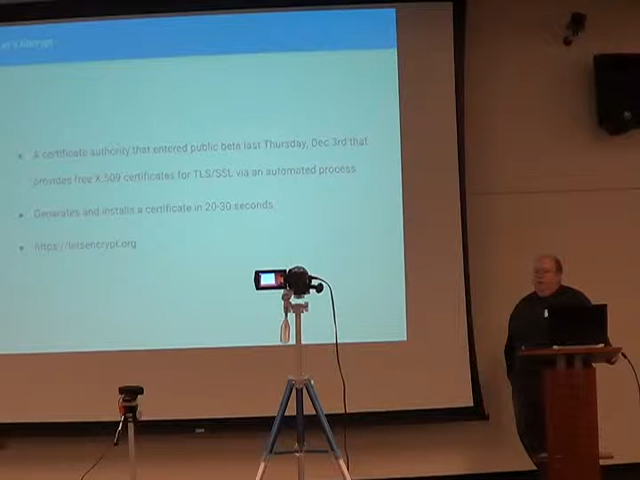 Let's Encrypt
A certificate authority that entered public beta last Thursday, Dec 3rd that
provides free X.509 certificates for TLS/SSL via an automated process
Generates and installs a certificate in 20-30 seconds
https://letsencrypt.org